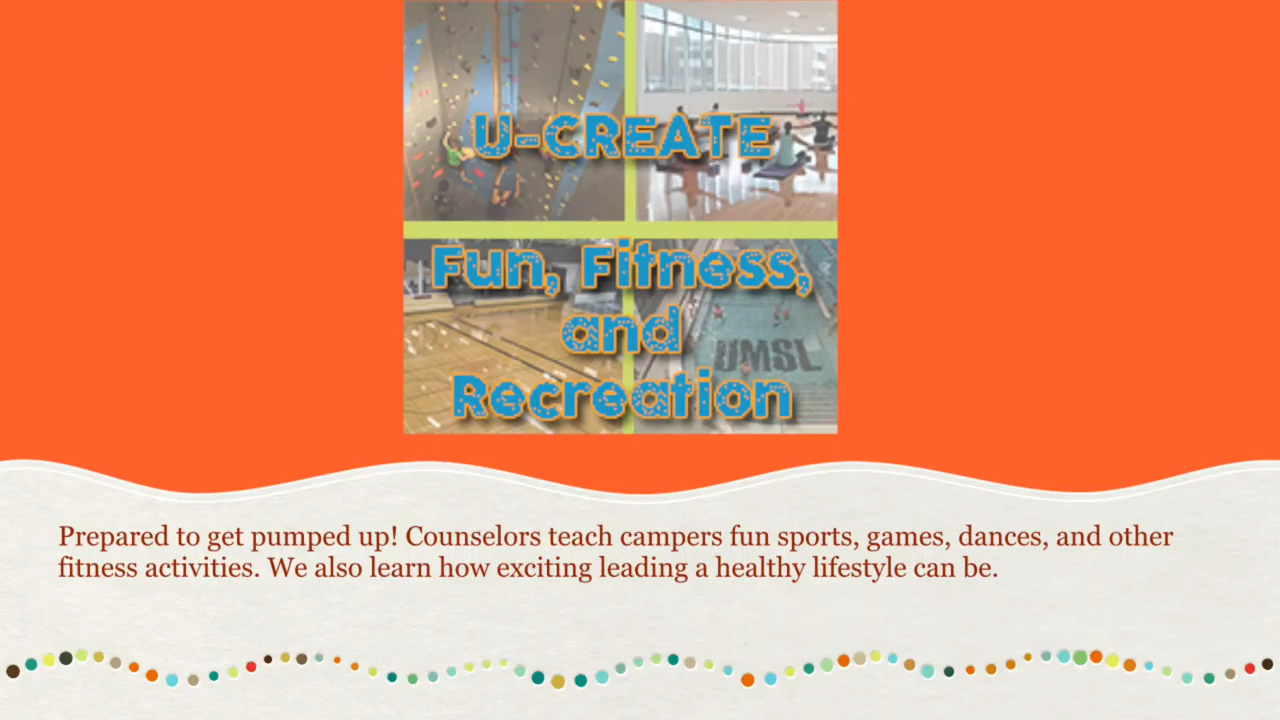 U-CREATE
Fun, Fitness,
and
UMSL
Recreation
Prepared to get pumped up! Counselors teach campers fun sports, games, dances, and other
fitness activities. We also learn how exciting leading a healthy lifestyle can be.